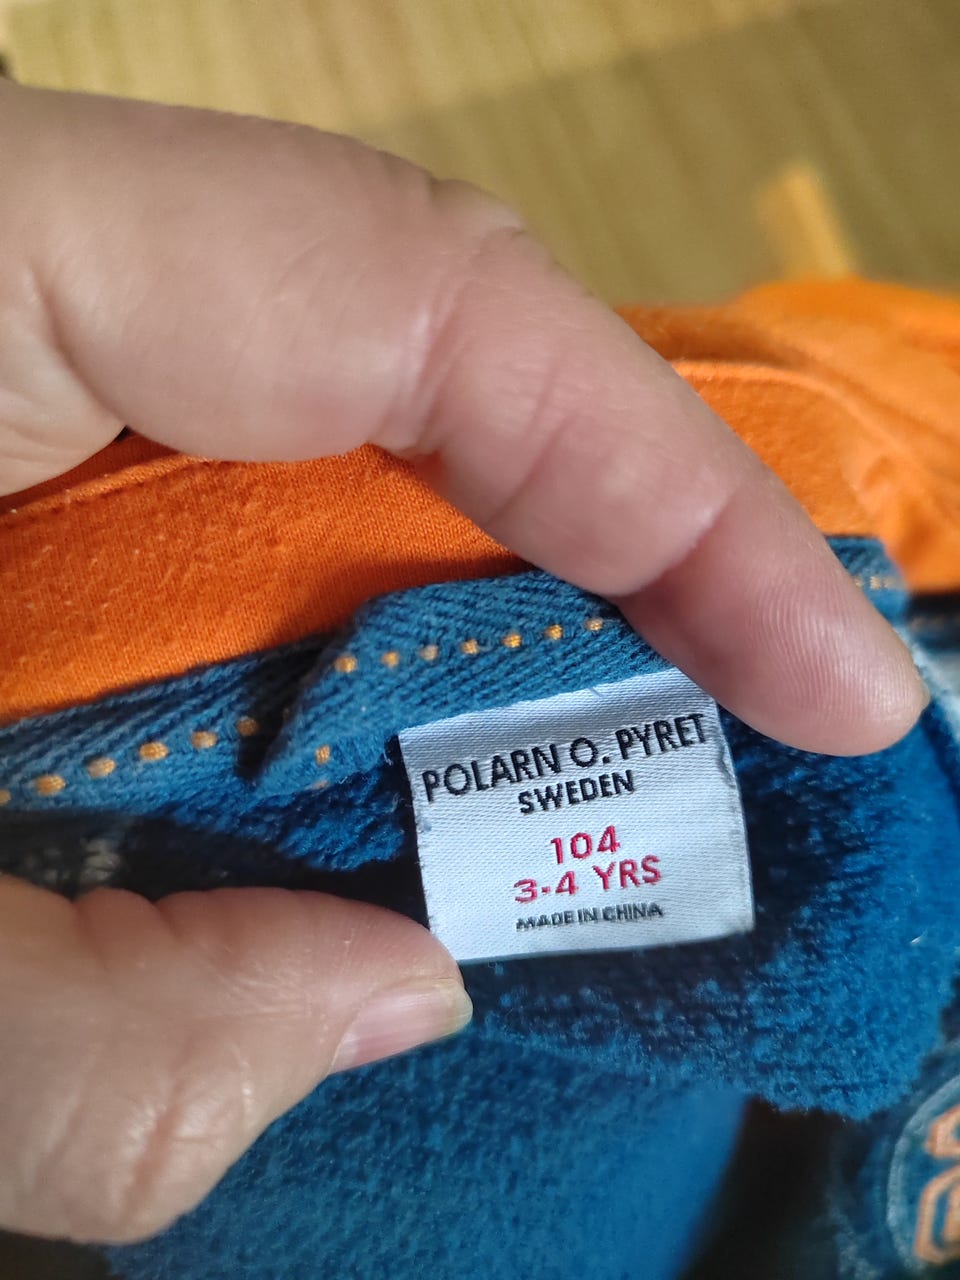 POLARN O. PYRET
SWEDEN
104
3-4 YRS
MADE IN CHINA